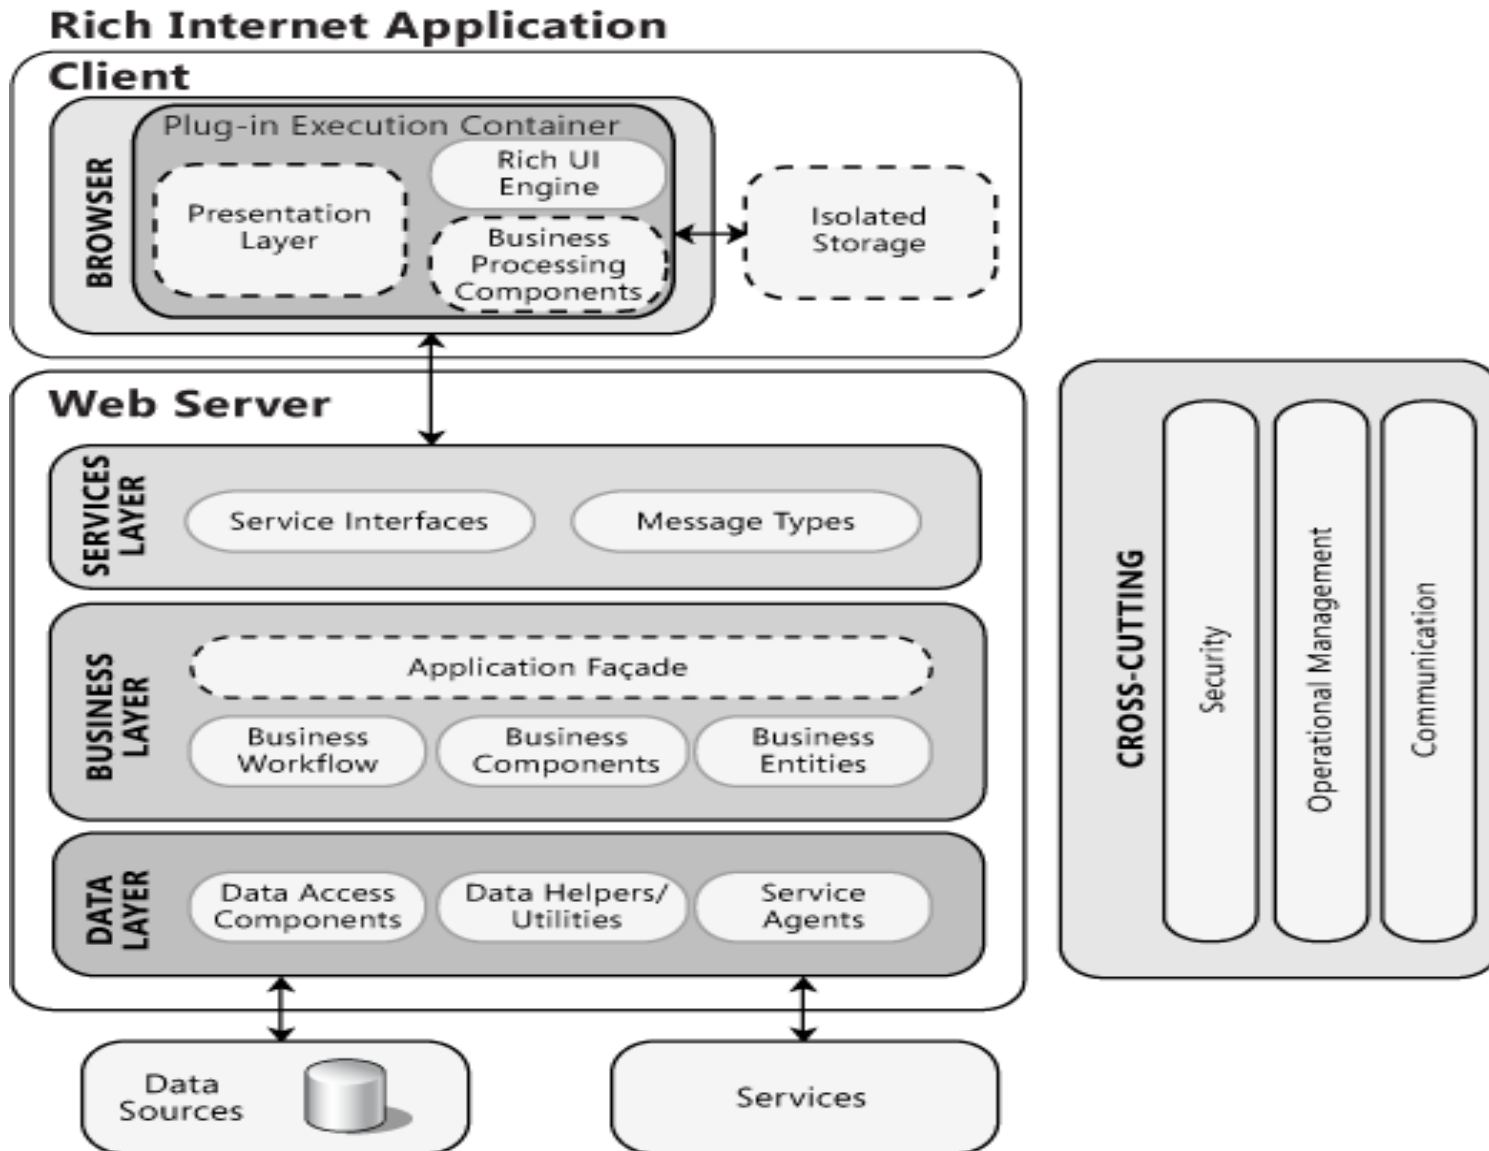 Rich Internet Application
Client
BROWSER
Plug-in Execution Container
Presentation
Layer
Rich UI
Engine
Business
Processing
Components
Isolated
Storage
Web Server
SERVICES
LAYER
Service Interfaces
Message Types
BUSINESS
LAYER
Application Façade
Business
Workflow
Business
Components
Business
Entities
DATA
LAYER
Data Access
Components
Data Helpers/
Utilities
Service
Agents
Data
Sources
Services
CROSS-CUTTING
Security
Operational Management
Communication